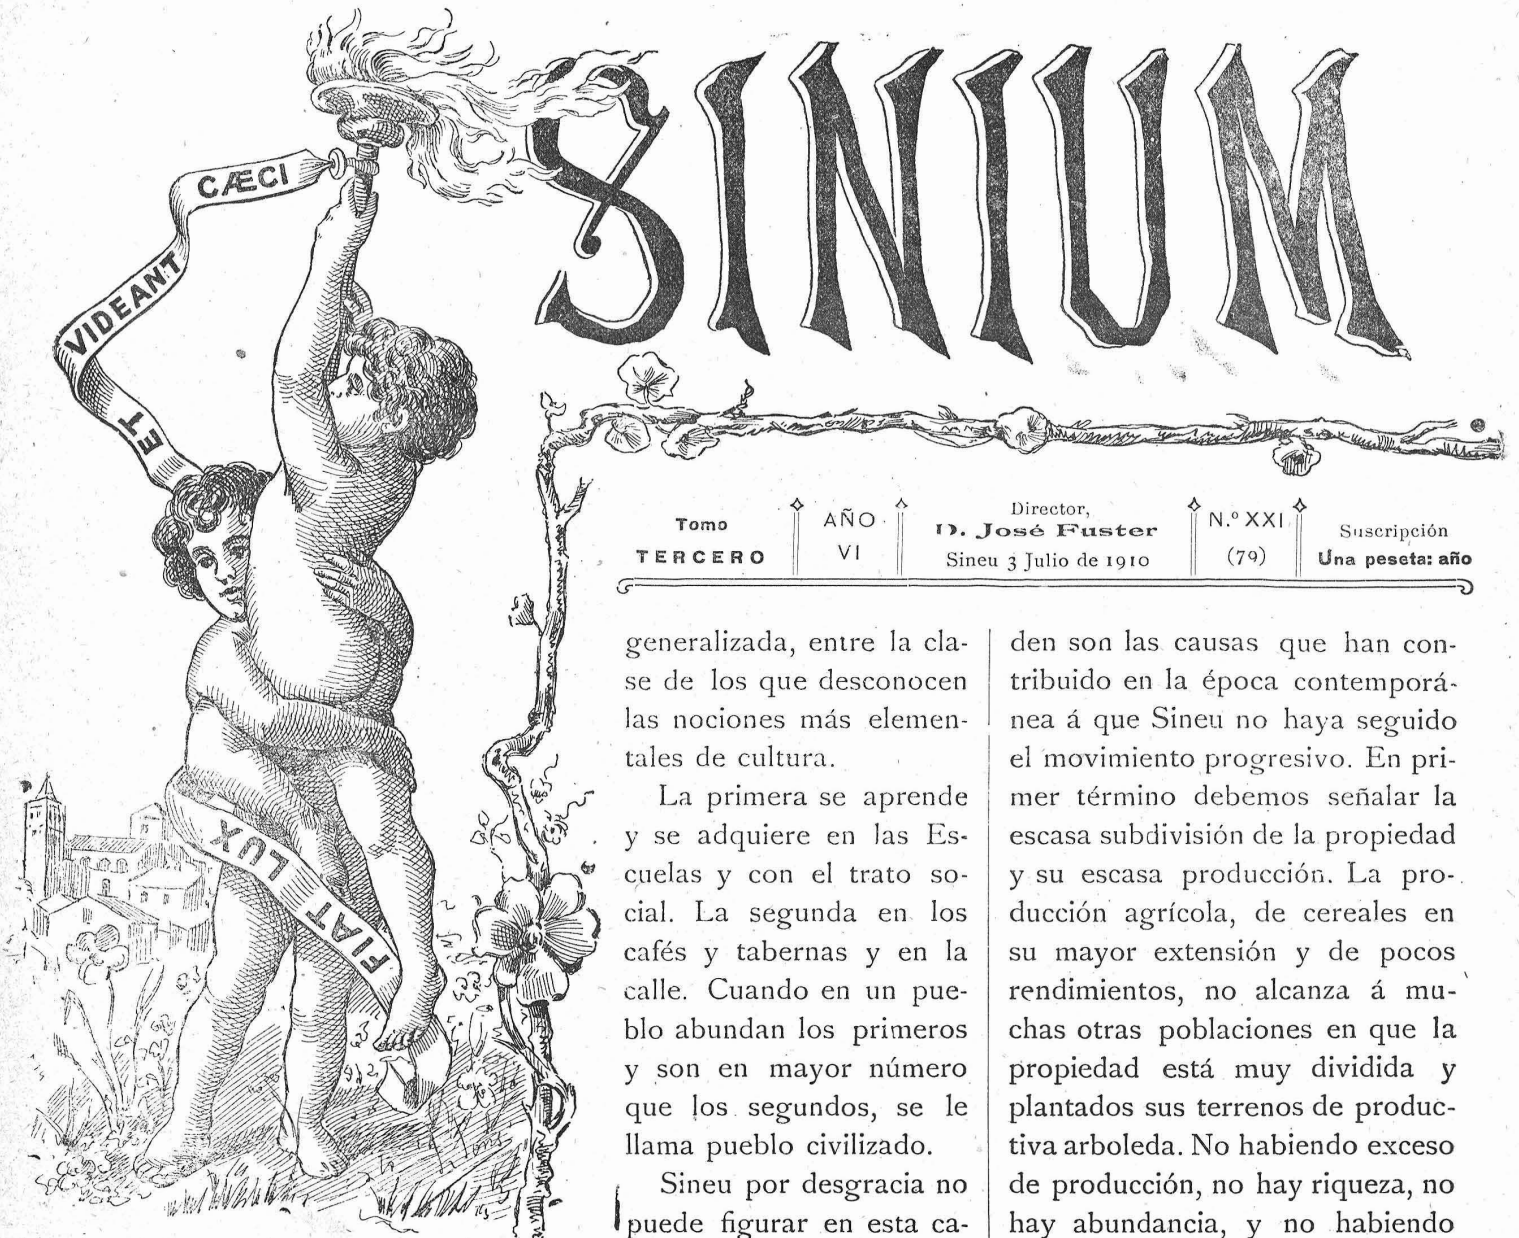 SINIUM
FIAT LUX
ET VIDEANT CÆCI
Tomo
TERCERO
AÑO
VI
Director,
D. José Fuster
Sineu 3 Julio de 1910
N.º XXI
(79)
Suscripción
Una peseta: año
generalizada, entre la cla-
se de los que desconocen
las nociones más elemen-
tales de cultura.
La primera se aprende
y se adquiere en las Es-
cuelas y con el trato so-
cial. La segunda en los
cafés y tabernas y en la
calle. Cuando en un pue-
blo abundan los primeros
y son en mayor número
que los segundos, se le
llama pueblo civilizado.
Sineu por desgracia no
puede figurar en esta ca-
den son las causas que han con-
tribuido en la época contemporá-
nea á que Sineu no haya seguido
el movimiento progresivo. En pri-
mer término debemos señalar la
escasa subdivisión de la propiedad
y su escasa producción. La pro-
ducción agrícola, de cereales en
su mayor extensión y de pocos
rendimientos, no alcanza á mu-
chas otras poblaciones en que la
propiedad está muy dividida y
plantados sus terrenos de produc-
tiva arboleda. No habiendo exceso
de producción, no hay riqueza, no
hay abundancia, y no habiendo